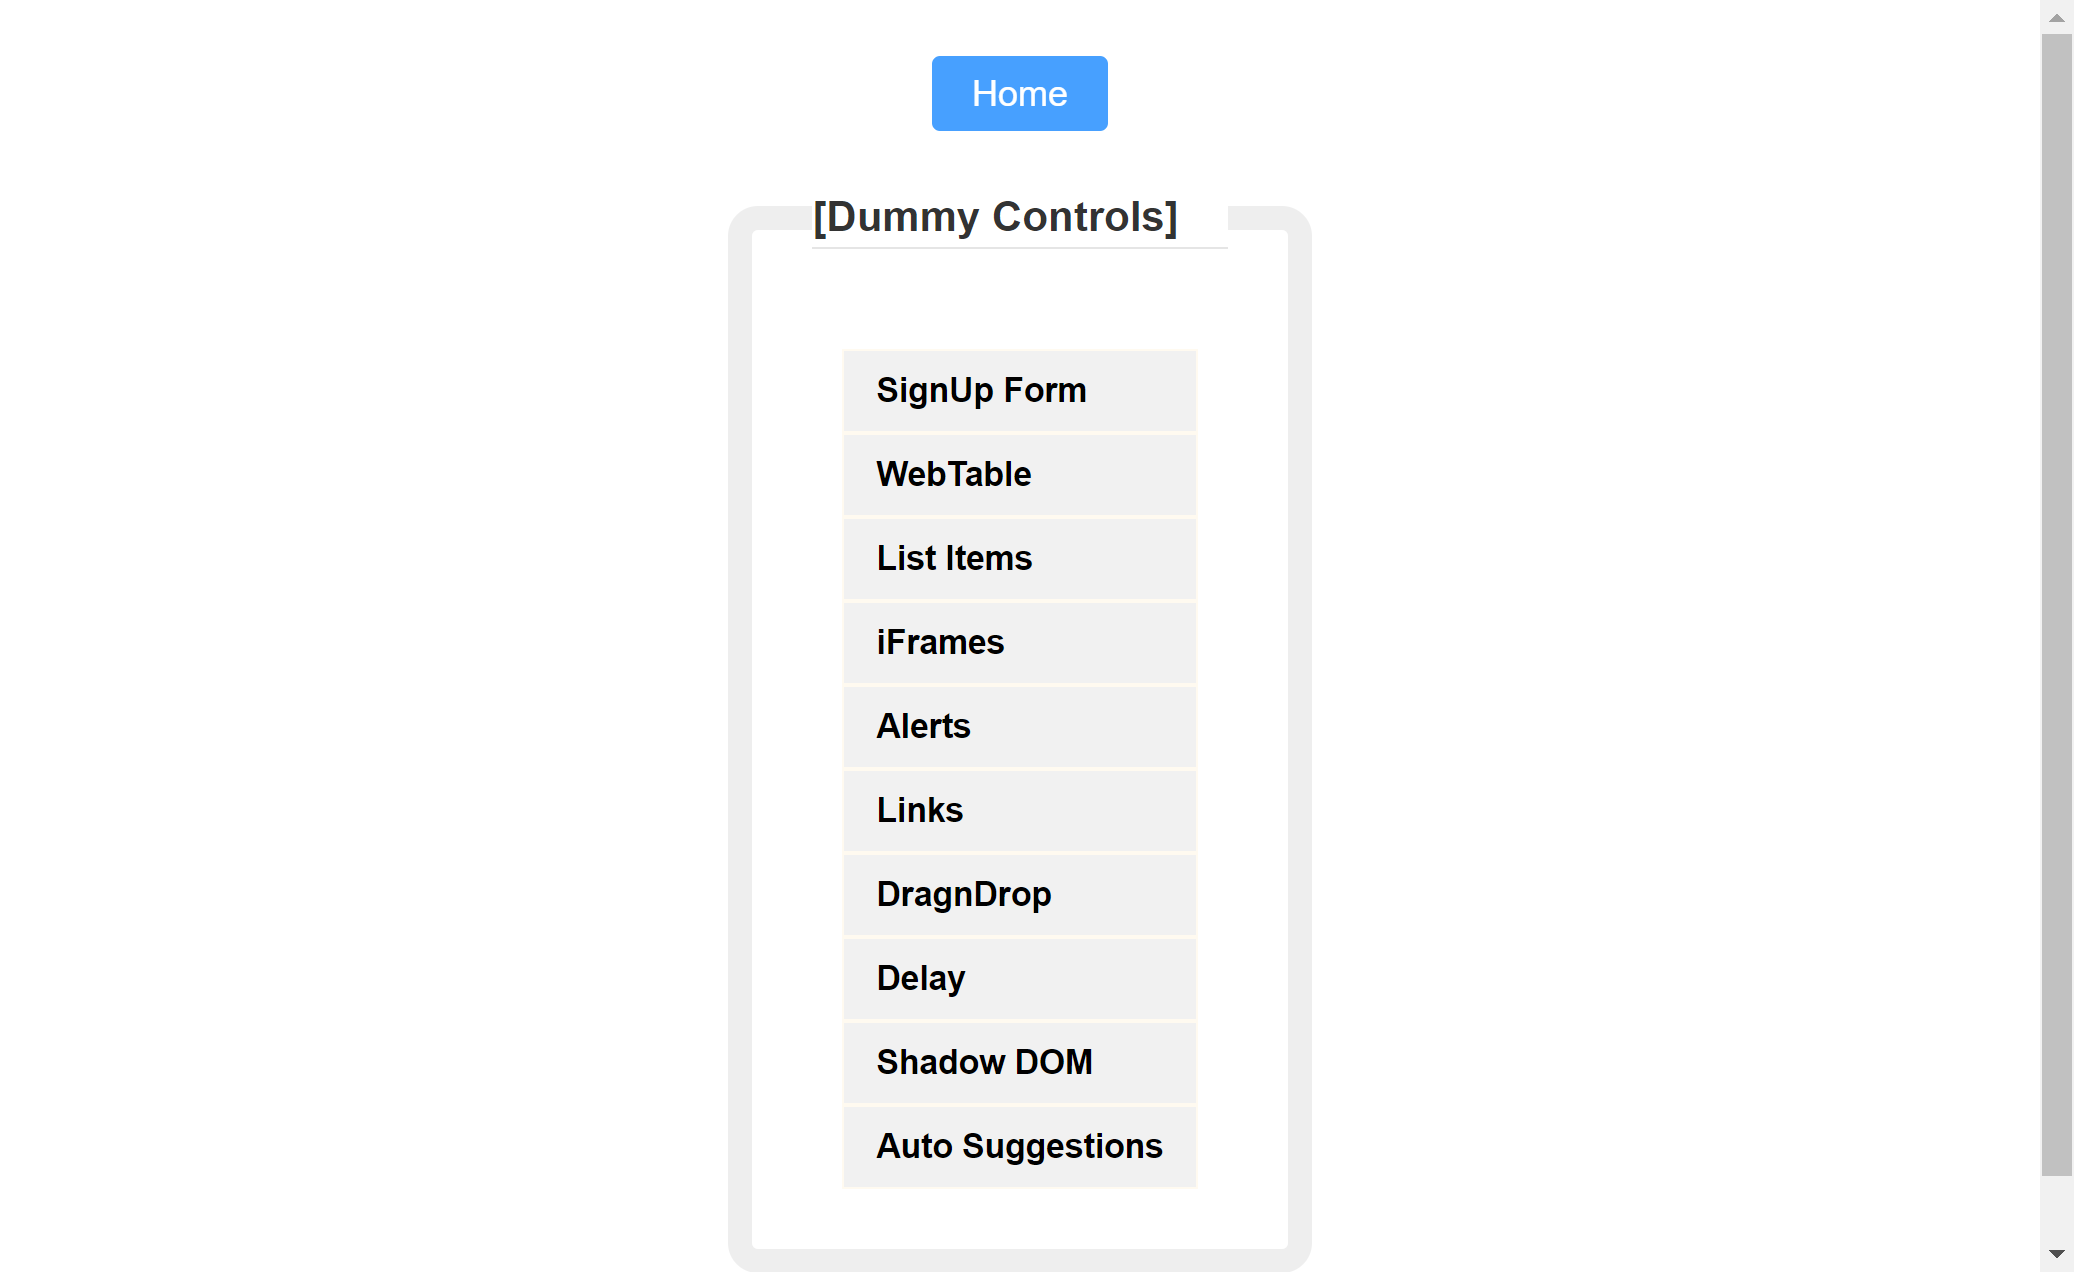 Home
[Dummy Controls]
SignUp Form
WebTable
List Items
iFrames
Alerts
Links
DragnDrop
Delay
Shadow DOM
Auto Suggestions